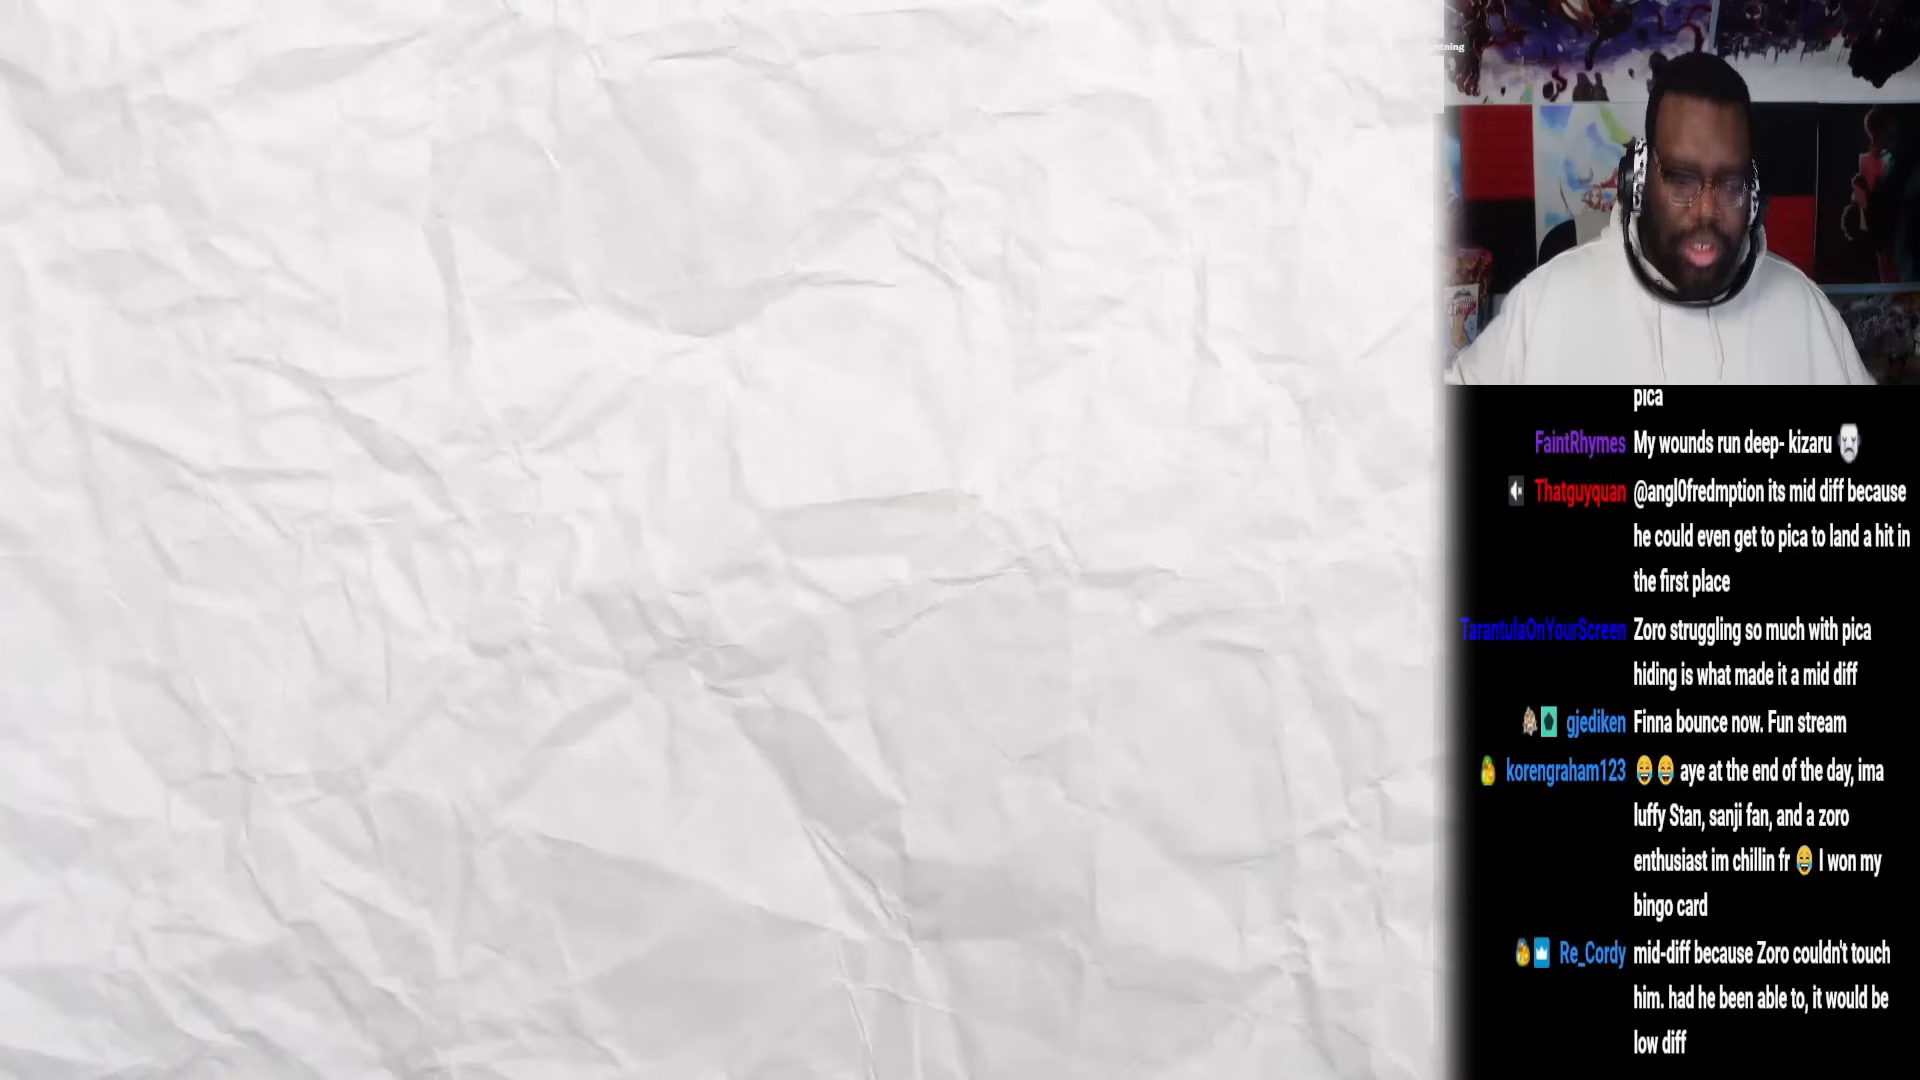 pica
FaintRhymes My wounds run deep- kizaru
Thatguyquan @angl0fredmption its mid diff because
he could even get to pica to land a hit in
the first place
TarantulaOnYourScreen Zoro struggling so much with pica
hiding is what made it a mid diff
gjediken Finna bounce now. Fun stream
korengraham123 😂😂 aye at the end of the day, ima
luffy Stan, sanji fan, and a zoro
enthusiast im chillin fr 😂 I won my
bingo card
Re_Cordy mid-diff because Zoro couldn't touch
him. had he been able to, it would be
low diff